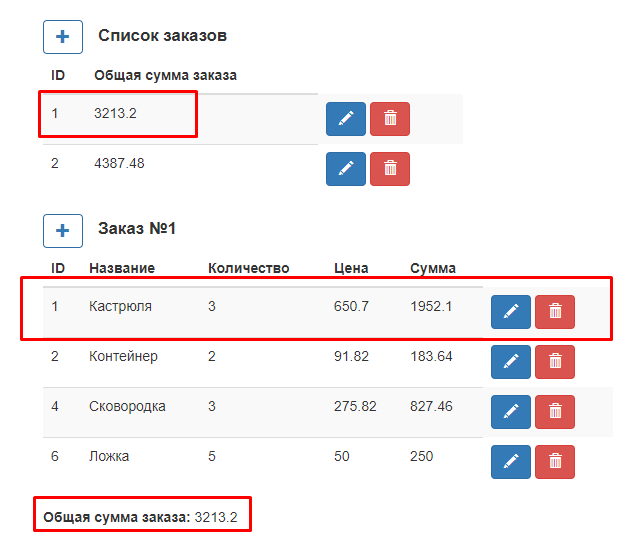 + Список заказов
ID Общая сумма заказа
1 3213.2
2 4387.48
+ Заказ №1
ID Название Количество Цена Сумма
1 Кастрюля 3 650.7 1952.1
2 Контейнер 2 91.82 183.64
4 Сковородка 3 275.82 827.46
6 Ложка 5 50 250
Общая сумма заказа: 3213.2